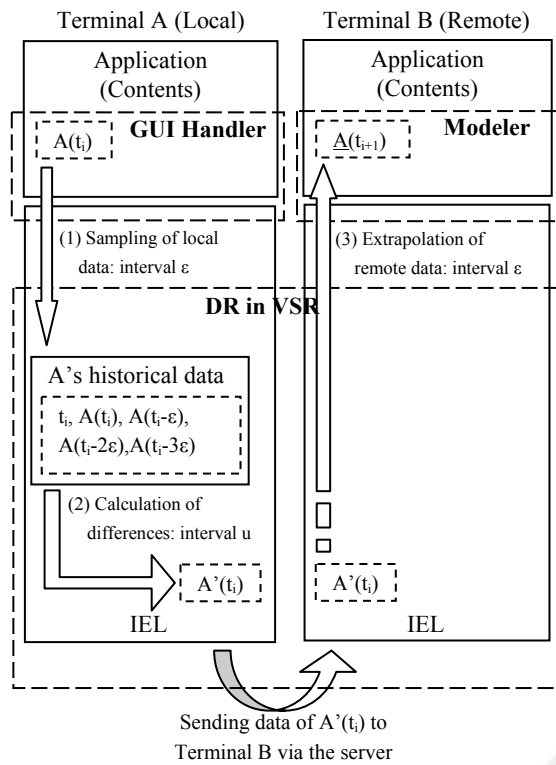 Terminal A (Local)
Application
(Contents)
GUI Handler
A(tᵢ)
(1) Sampling of local
data: interval ε
Terminal B (Remote)
Application
(Contents)
Modeler
A̲(tᵢ₊₁)
(3) Extrapolation of
remote data: interval ε
DR in VSR
A's historical data
tᵢ, A(tᵢ), A(tᵢ-ε),
A(tᵢ-2ε),A(tᵢ-3ε)
(2) Calculation of
differences: interval u
A’(tᵢ)
IEL
A’(tᵢ)
IEL
Sending data of A’(tᵢ) to
Terminal B via the server